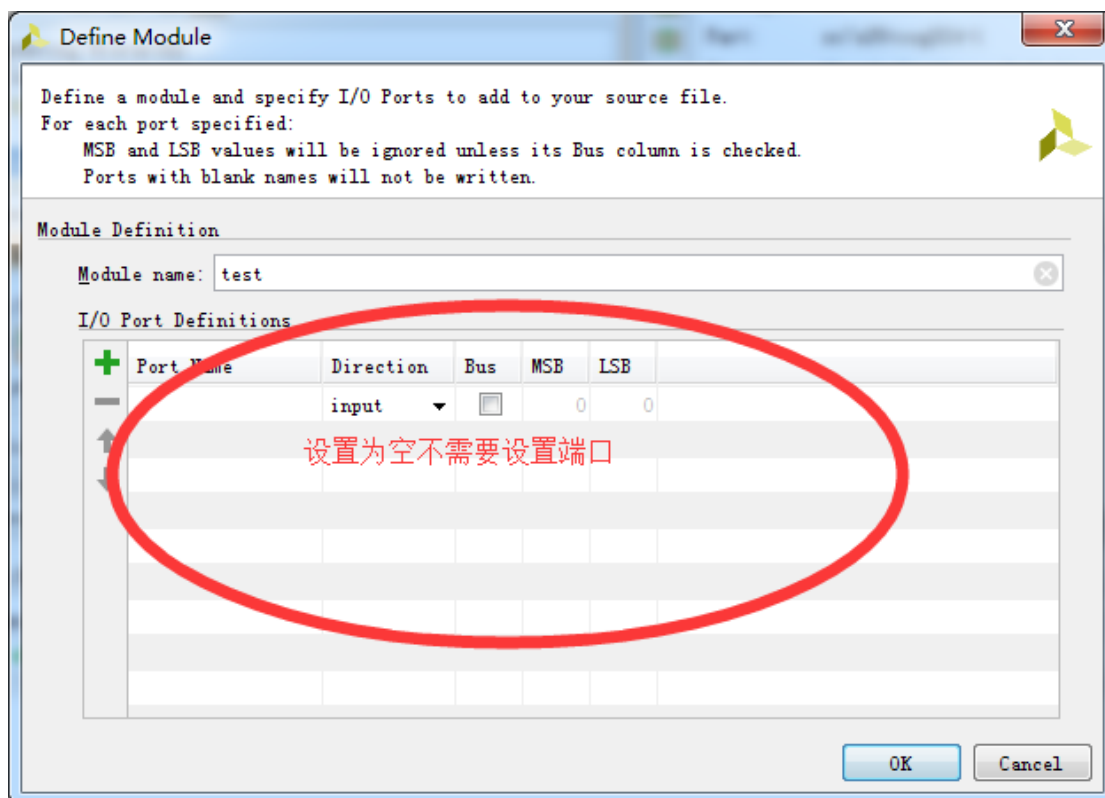 Define Module
Define a module and specify I/O Ports to add to your source file.
For each port specified:
MSB and LSB values will be ignored unless its Bus column is checked.
Ports with blank names will not be written.
Module Definition
Module name: test
I/O Port Definitions
Port Name Direction Bus MSB LSB
input 0 0
设置为空不需要设置端口
OK Cancel